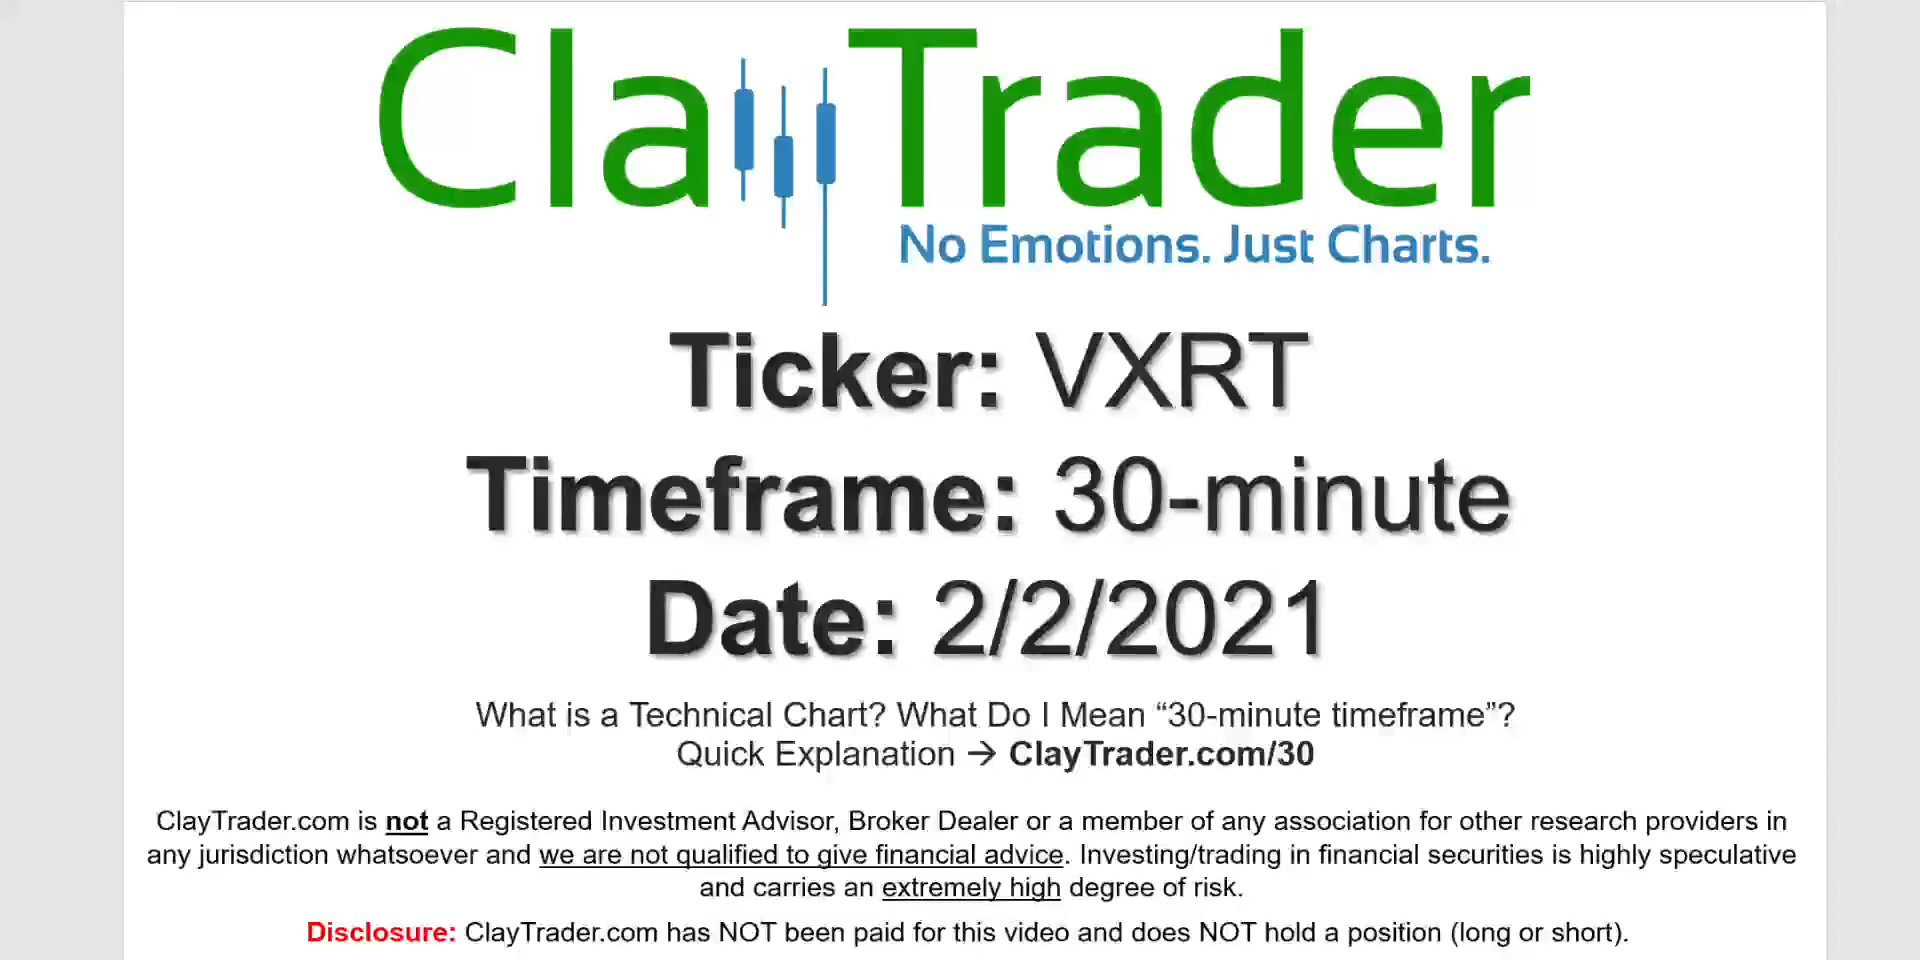 ClayTrader
No Emotions. Just Charts.
Ticker: VXRT
Timeframe: 30-minute
Date: 2/2/2021
What is a Technical Chart? What Do I Mean “30-minute timeframe”?
Quick Explanation → ClayTrader.com/30
ClayTrader.com is not a Registered Investment Advisor, Broker Dealer or a member of any association for other research providers in
any jurisdiction whatsoever and we are not qualified to give financial advice. Investing/trading in financial securities is highly speculative
and carries an extremely high degree of risk.
Disclosure: ClayTrader.com has NOT been paid for this video and does NOT hold a position (long or short).